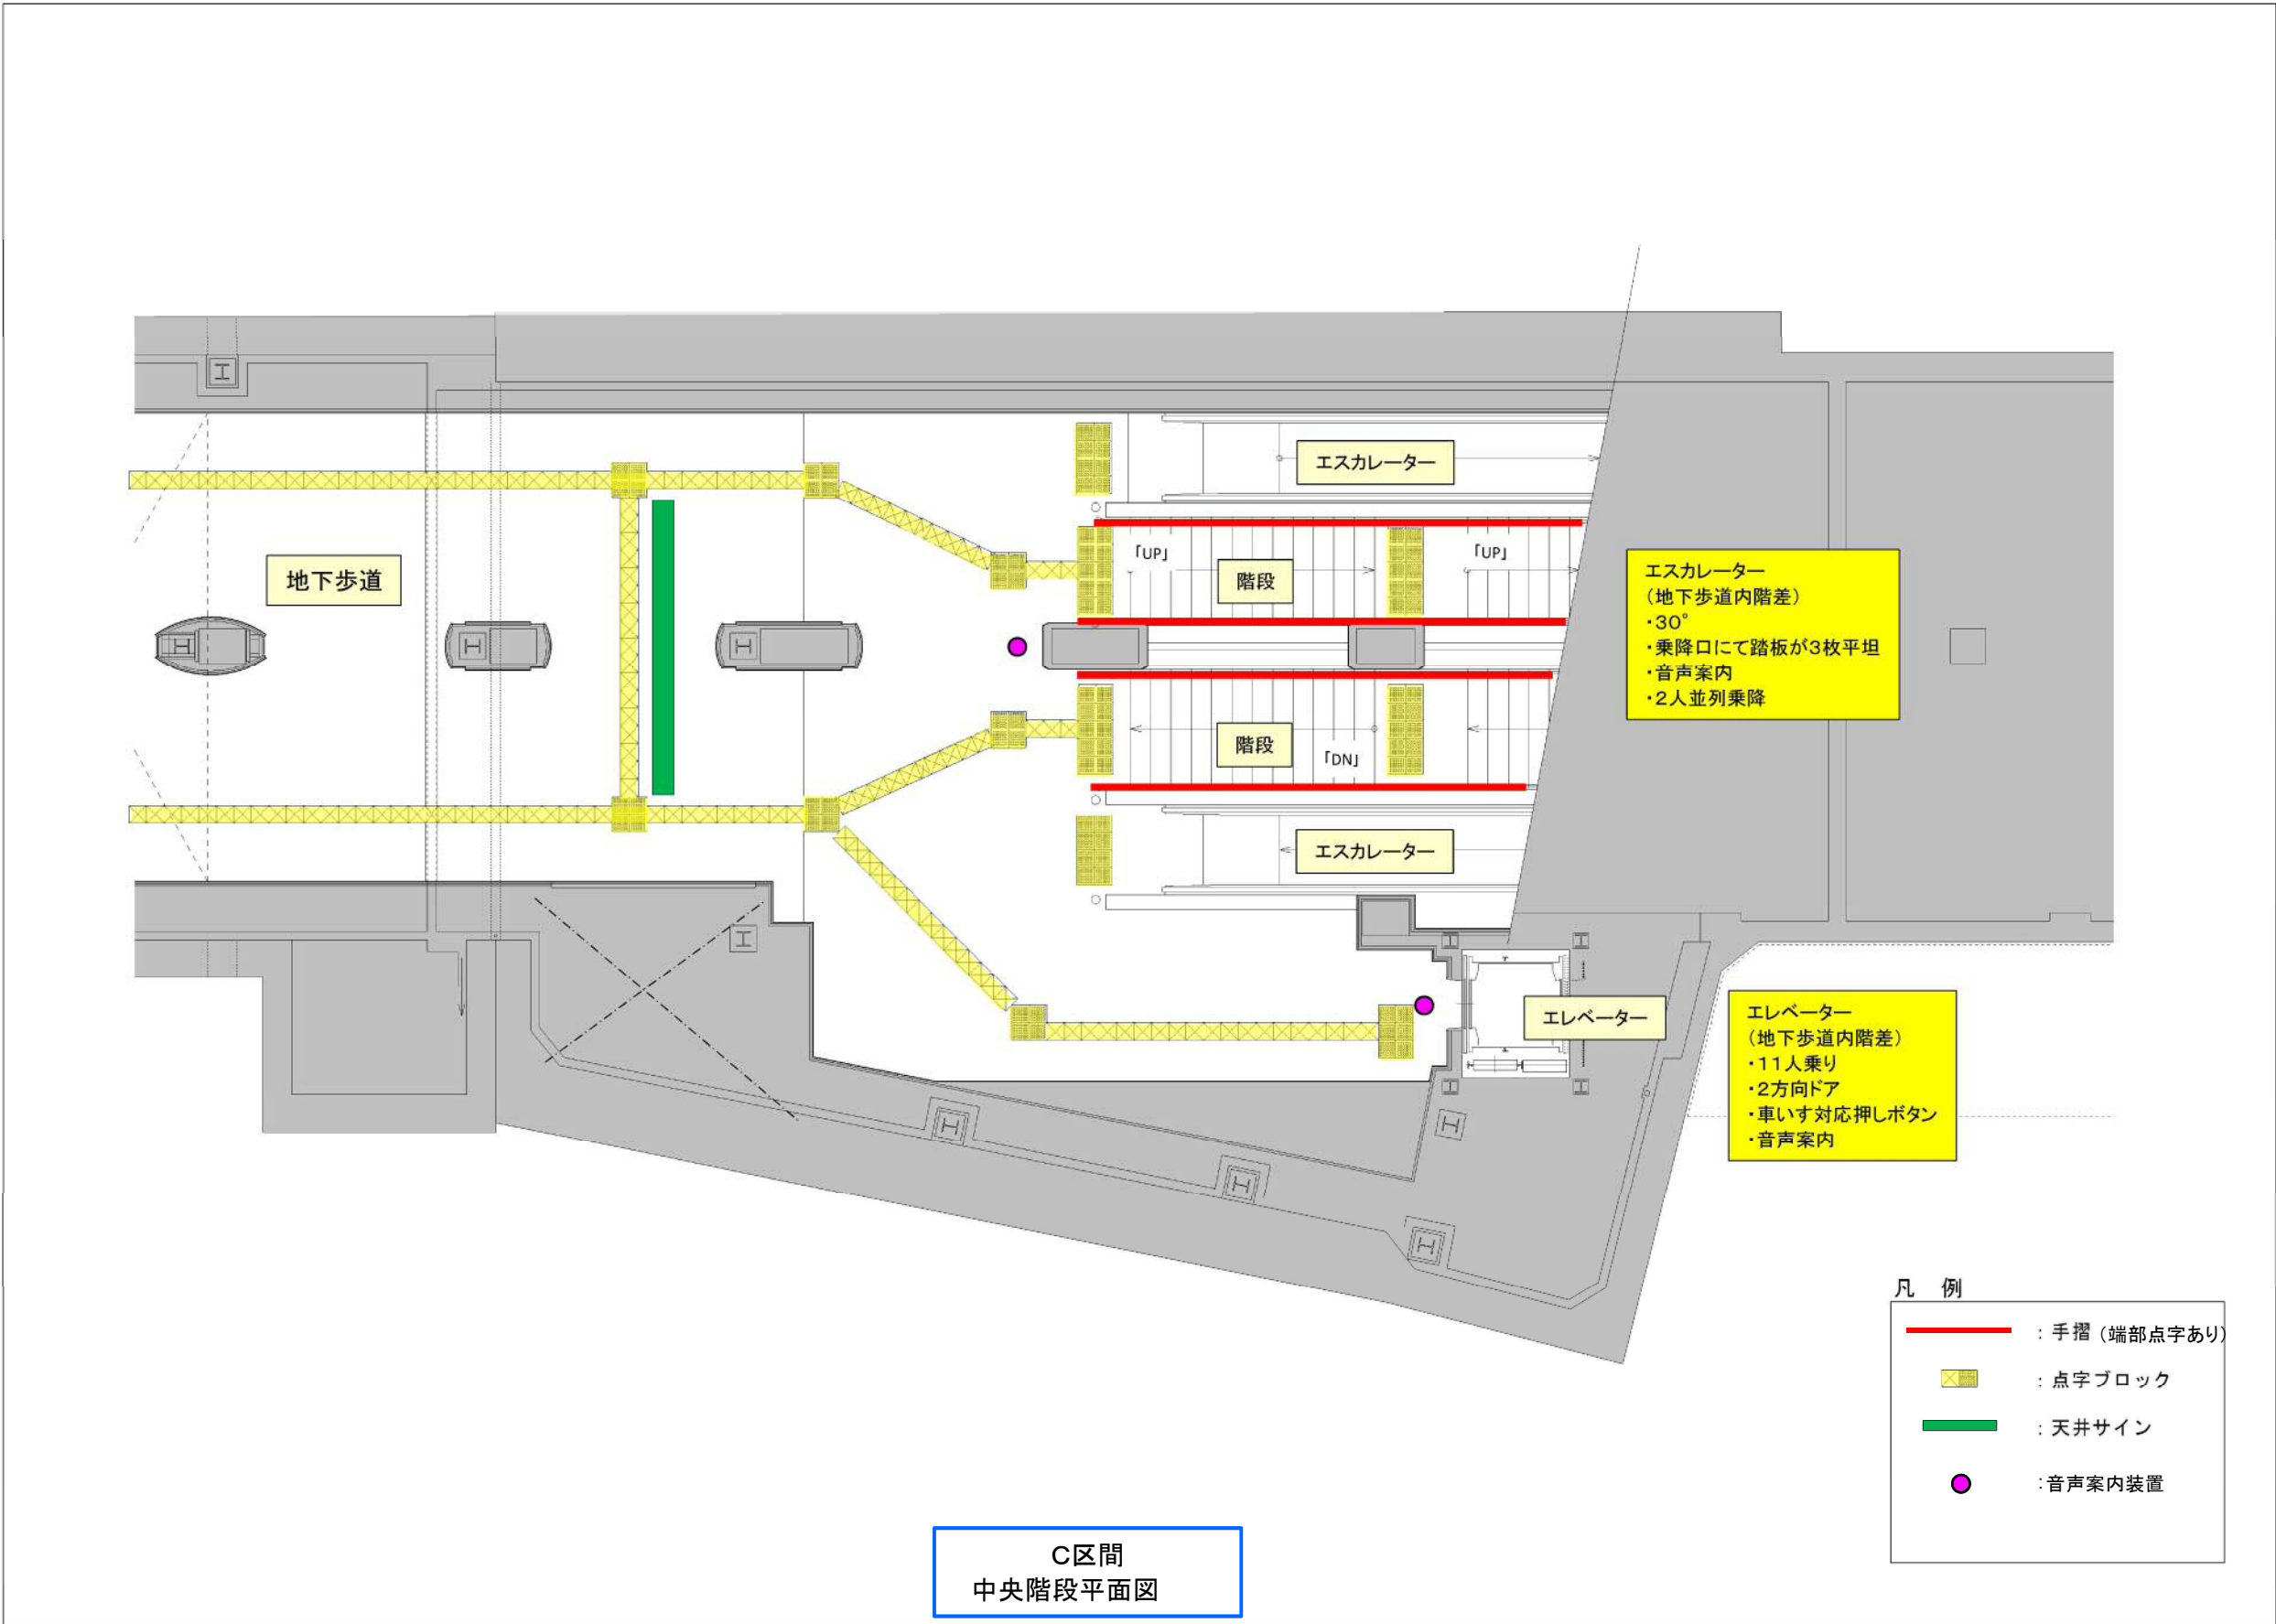 エスカレーター
地下歩道
「UP」
「UP」
階段
エスカレーター
（地下歩道内階差）
・30°
・乗降口にて踏板が3枚平坦
・音声案内
・2人並列乗降
階段
「DN」
エスカレーター
エレベーター
エレベーター
（地下歩道内階差）
・11人乗り
・2方向ドア
・車いす対応押しボタン
・音声案内
凡　例
：手摺（端部点字あり）
：点字ブロック
：天井サイン
：音声案内装置
C区間
中央階段平面図